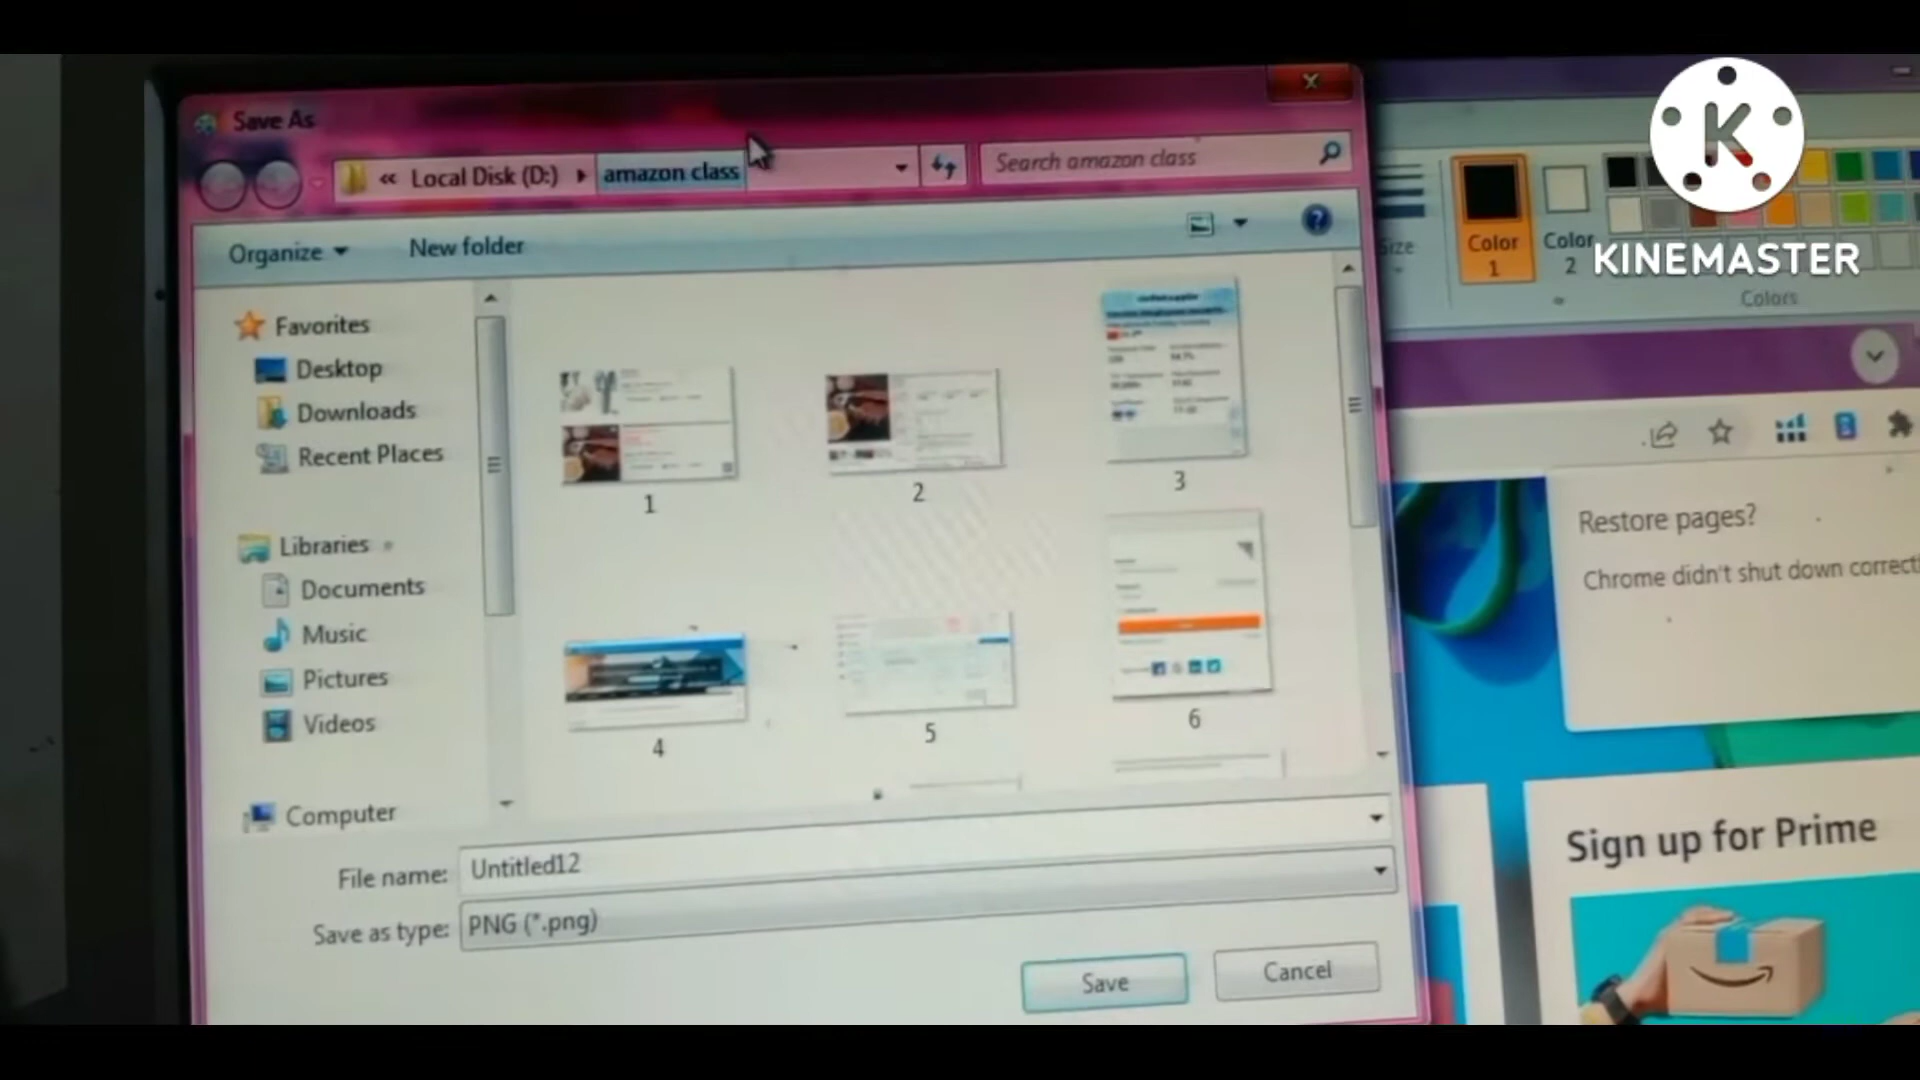 Save As
« Local Disk (D:) amazon class
Search amazon class
Organize
New folder
Favorites
Desktop
Downloads
Recent Places
Libraries
Documents
Music
Pictures
Videos
Computer
1
2
3
4
5
6
File name: Untitled12
Save as type: PNG (*.png)
Save
Cancel
Size
Color
1
Color
2
Colors
K
KINEMASTER
Restore pages?
Chrome didn't shut down correct
Sign up for Prime